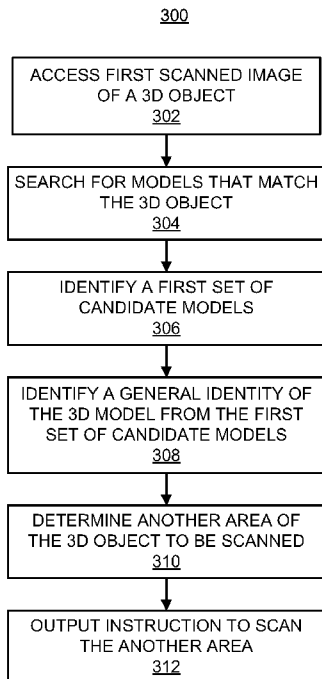 300
ACCESS FIRST SCANNED IMAGE
OF A 3D OBJECT
302
SEARCH FOR MODELS THAT MATCH
THE 3D OBJECT
304
IDENTIFY A FIRST SET OF
CANDIDATE MODELS
306
IDENTIFY A GENERAL IDENTITY OF
THE 3D MODEL FROM THE FIRST
SET OF CANDIDATE MODELS
308
DETERMINE ANOTHER AREA OF
THE 3D OBJECT TO BE SCANNED
310
OUTPUT INSTRUCTION TO SCAN
THE ANOTHER AREA
312